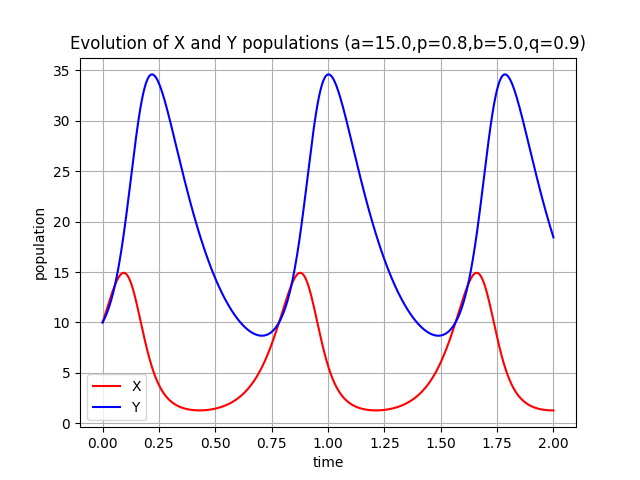 Evolution of X and Y populations (a=15.0,p=0.8,b=5.0,q=0.9)
35
30
25
20
15
10
5
0
population
X
Y
0.00 0.25 0.50 0.75 1.00 1.25 1.50 1.75 2.00
time